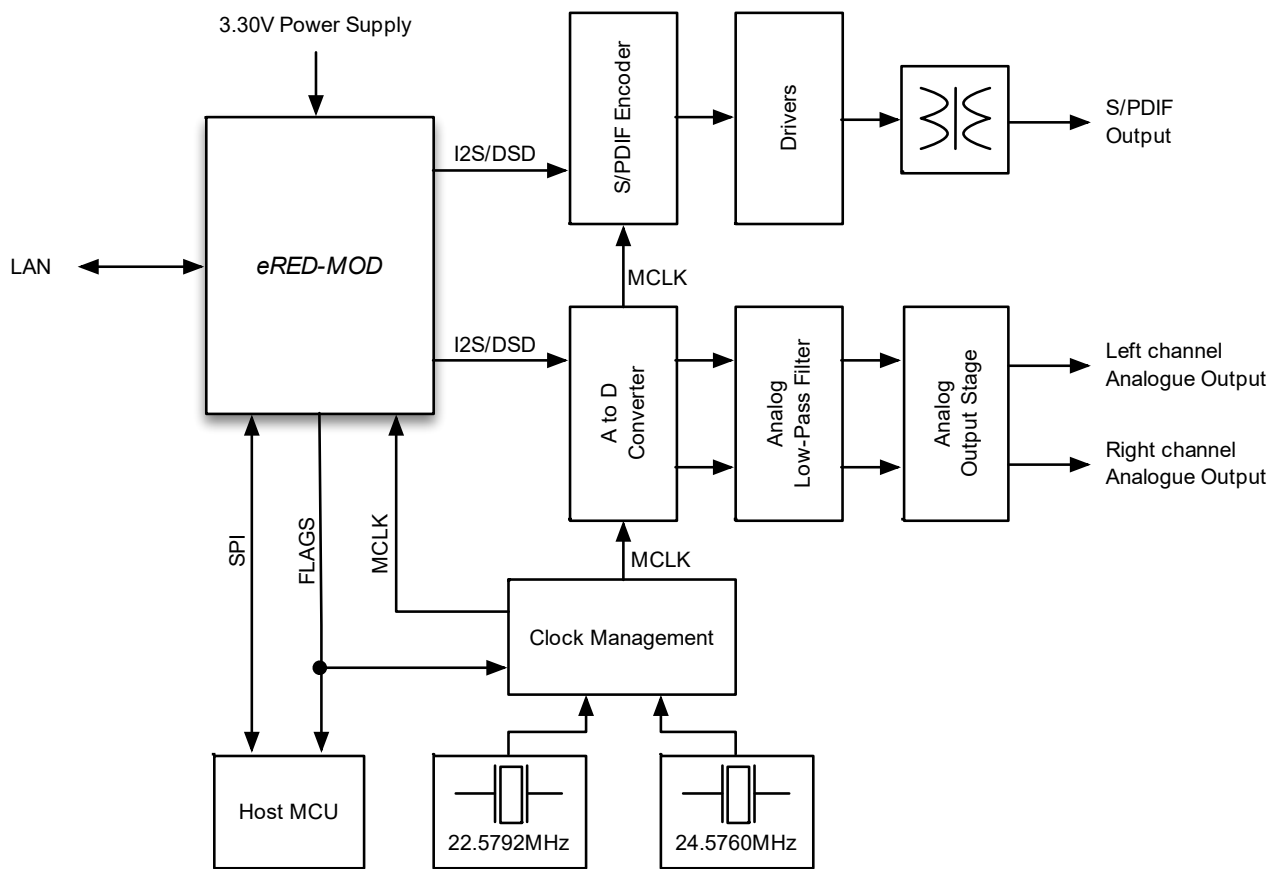 3.30V Power Supply
S/PDIF Encoder
Drivers
S/PDIF
Output
I2S/DSD
eRED-MOD
LAN
MCLK
I2S/DSD
A to D
Converter
Analog
Low-Pass Filter
Analog
Output Stage
Left channel
Analogue Output
Right channel
Analogue Output
SPI
FLAGS
MCLK
MCLK
Clock Management
Host MCU
22.5792MHz
24.5760MHz